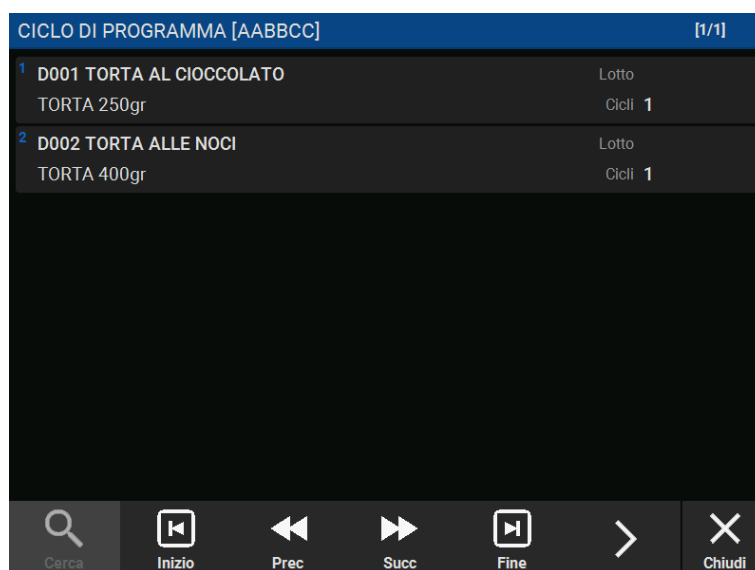 CICLO DI PROGRAMMA [AABBCC] [1/1]
1 D001 TORTA AL CIOCCOLATO Lotto
TORTA 250gr Cicli 1
2 D002 TORTA ALLE NOCI Lotto
TORTA 400gr Cicli 1
Cerca Inizio Prec Succ Fine Chiudi